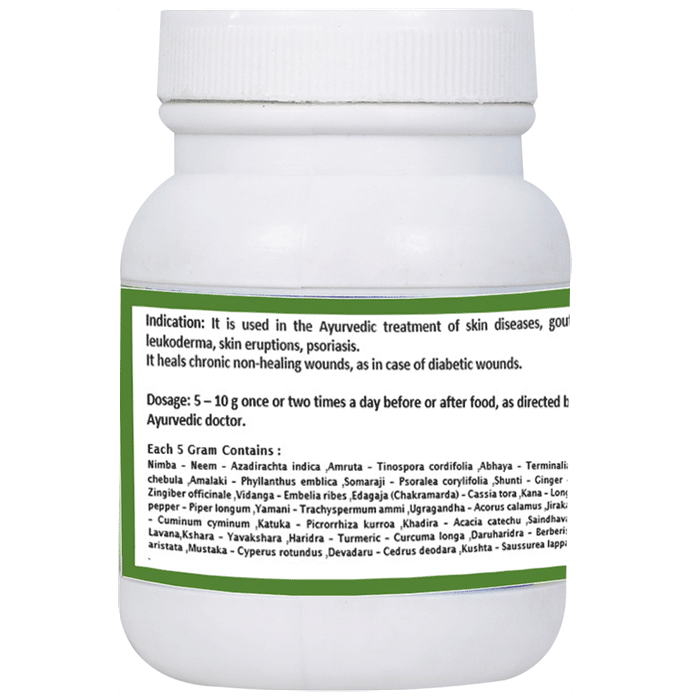 Indication: It is used in the Ayurvedic treatment of skin diseases, gout
leukoderma, skin eruptions, psoriasis.
It heals chronic non-healing wounds, as in case of diabetic wounds.
Dosage: 5 – 10 g once or two times a day before or after food, as directed b
Ayurvedic doctor.
Each 5 Gram Contains :
Nimba - Neem - Azadirachta indica ,Amruta - Tinospora cordifolia ,Abhaya - Terminalia
chebula ,Amalaki - Phyllanthus emblica ,Somaraji - Psoralea corylifolia ,Shunti - Ginger -
Zingiber officinale ,Vidanga - Embelia ribes ,Edagaja (Chakramarda) - Cassia tora ,Kana - Long
pepper - Piper longum ,Yamani - Trachyspermum ammi ,Ugragandha - Acorus calamus ,Jiraka
- Cuminum cyminum ,Katuka - Picrorrhiza kurroa ,Khadira - Acacia catechu ,Saindhava
Lavana,Kshara - Yavakshara ,Haridra - Turmeric - Curcuma longa ,Daruharidra - Berberis
aristata ,Mustaka - Cyperus rotundus ,Devadaru - Cedrus deodara ,Kushta - Saussurea lappa
.